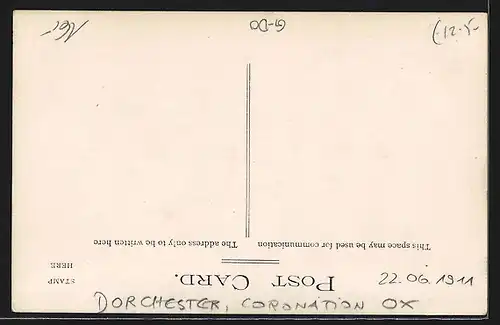 POST CARD.
STAMP
HERE
This space may be used for communication
The address only to be written here
G-DO
22.06.1911
DORCHESTER, CORONATION OX